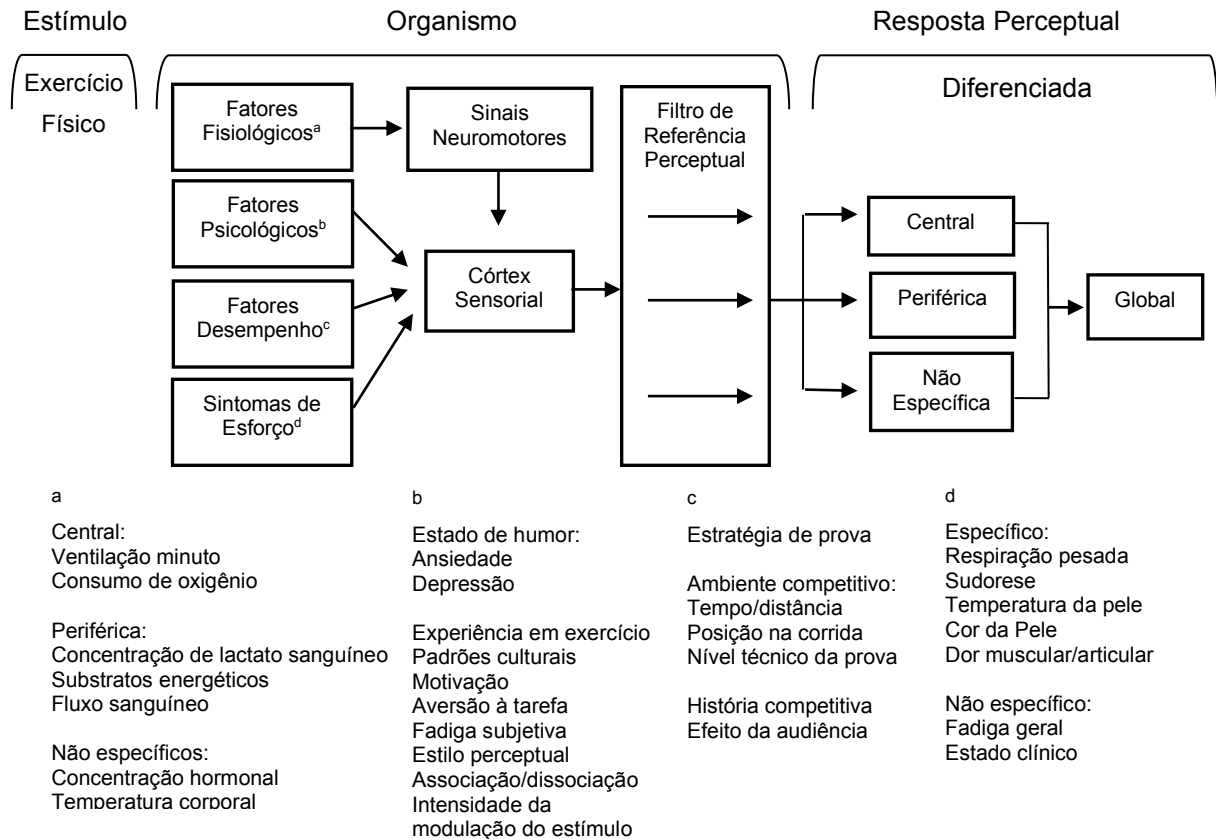 Estímulo
Organismo
Resposta Perceptual
Exercício
Físico
Diferenciada
Fatores
Fisiológicosa
Sinais
Neuromotores
Filtro de
Referência
Perceptual
Fatores
Psicológicosb
Córtex
Sensorial
Fatores
Desempenhoc
Sintomas de
Esforçod
Central
Periférica
Não
Específica
Global
a
Central:
Ventilação minuto
Consumo de oxigênio
Periférica:
Concentração de lactato sanguíneo
Substratos energéticos
Fluxo sanguíneo
Não específicos:
Concentração hormonal
Temperatura corporal
b
Estado de humor:
Ansiedade
Depressão
Experiência em exercício
Padrões culturais
Motivação
Aversão à tarefa
Fadiga subjetiva
Estilo perceptual
Associação/dissociação
Intensidade da
modulação do estímulo
c
Estratégia de prova
Ambiente competitivo:
Tempo/distância
Posição na corrida
Nível técnico da prova
História competitiva
Efeito da audiência
d
Específico:
Respiração pesada
Sudorese
Temperatura da pele
Cor da Pele
Dor muscular/articular
Não específico:
Fadiga geral
Estado clínico